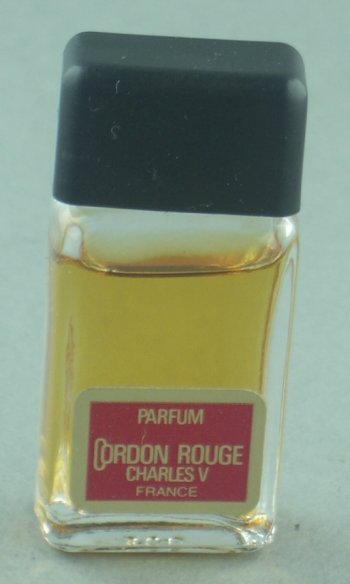 PARFUM
CORDON ROUGE
CHARLES V
FRANCE